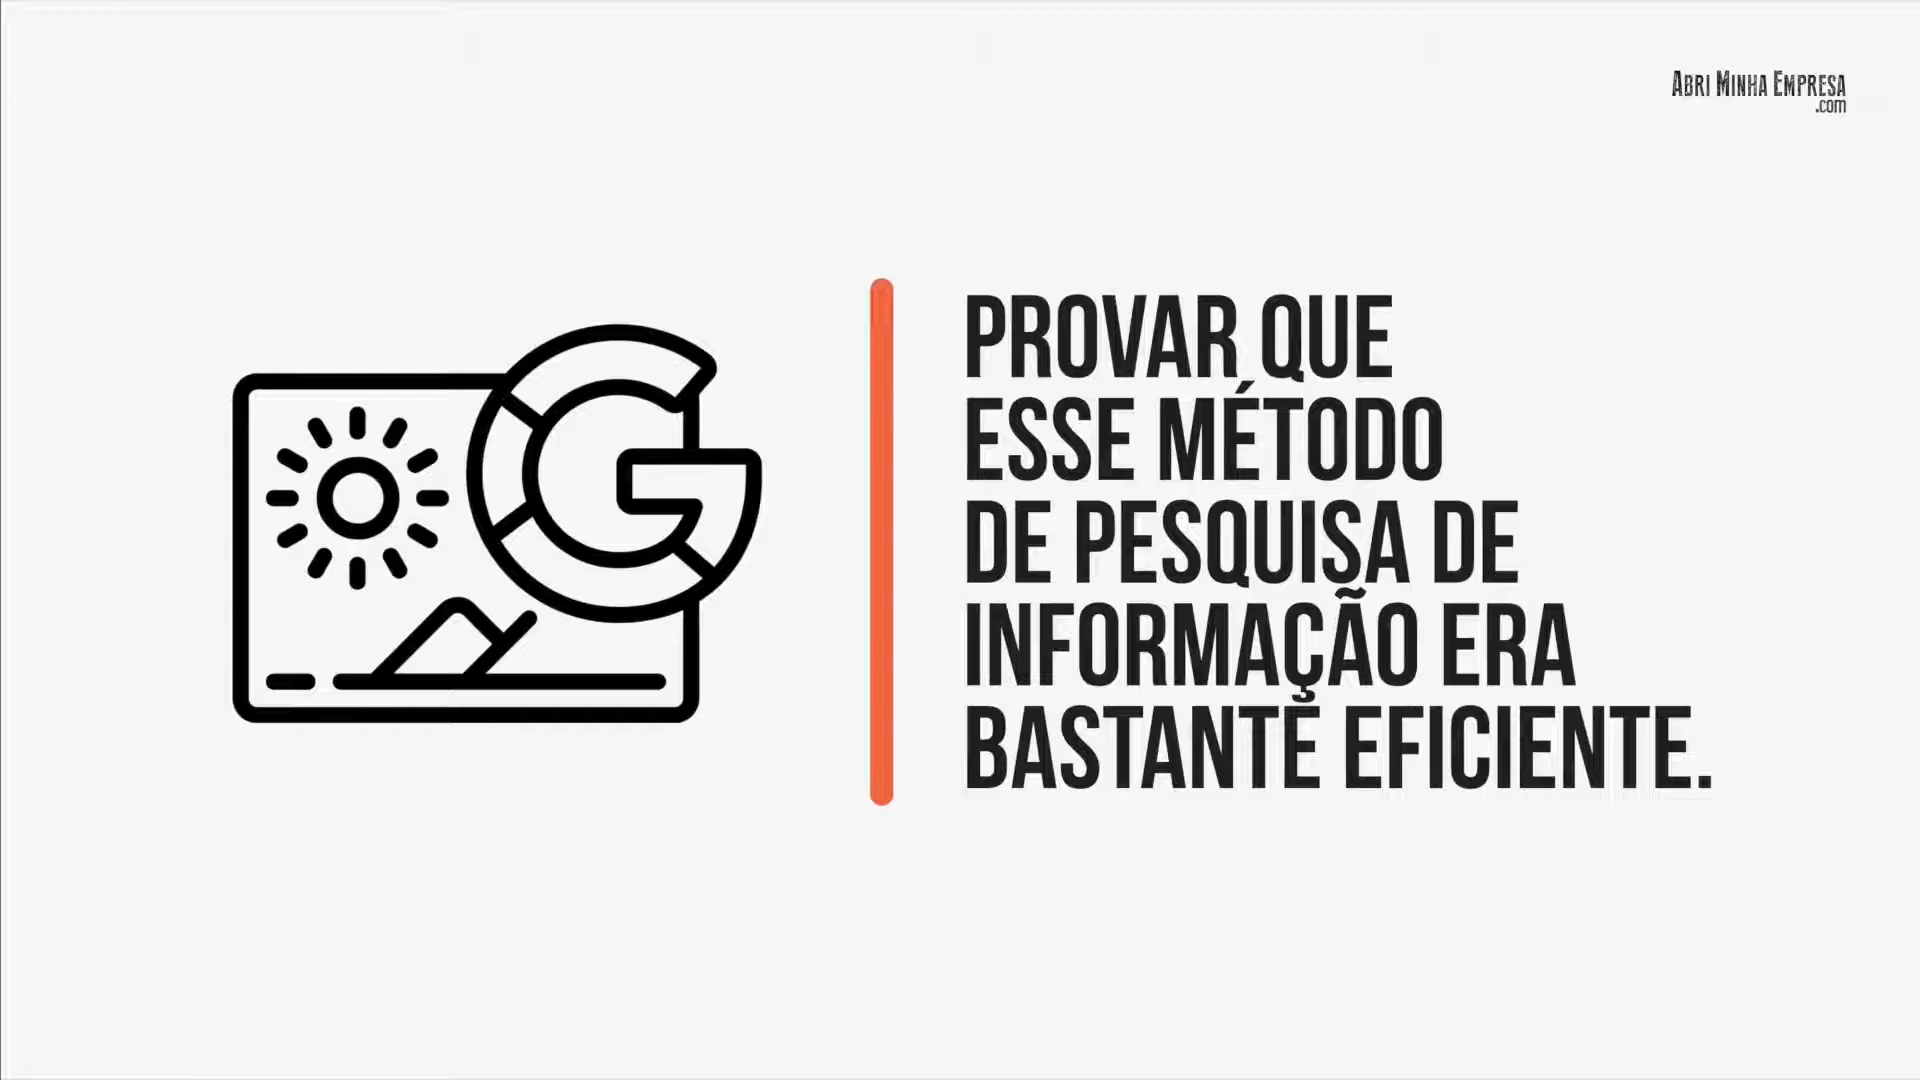 ABRI MINHA EMPRESA
.com
PROVAR QUE
ESSE MÉTODO
DE PESQUISA DE
INFORMAÇÃO ERA
BASTANTE EFICIENTE.